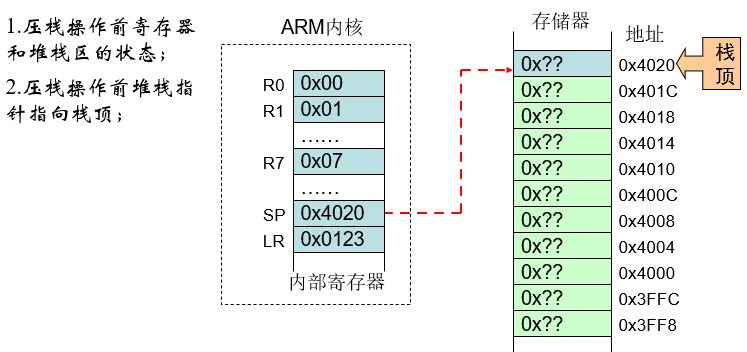 1.压栈操作前寄存器
和堆栈区的状态；
2.压栈操作前堆栈指
针指向栈顶；
ARM内核
R0 0x00
R1 0x01
……
R7 0x07
……
SP 0x4020
LR 0x0123
内部寄存器
存储器
地址
0x?? 0x4020
0x?? 0x401C
0x?? 0x4018
0x?? 0x4014
0x?? 0x4010
0x?? 0x400C
0x?? 0x4008
0x?? 0x4004
0x?? 0x4000
0x?? 0x3FFC
0x?? 0x3FF8
栈
顶